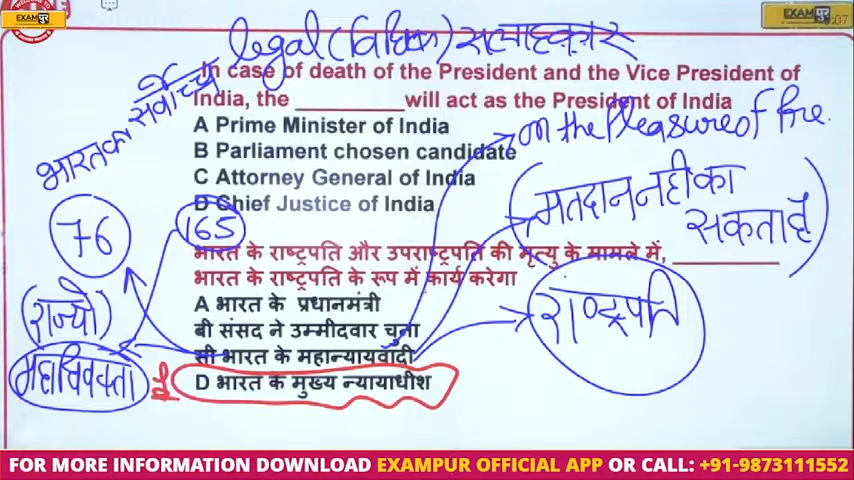 EXAMपुर
EXAMपुर
:07
legal (विधिक) सलाहकार
भारत का सर्वोच्च
In case of death of the President and the Vice President of
India, the __________will act as the President of India
A Prime Minister of India
B Parliament chosen candidate
C Attorney General of India
D Chief Justice of India
on the Pleasure of Pre.
(मतदान नही का
सकता है)
76
165
भारत के राष्ट्रपति और उपराष्ट्रपति की मृत्यु के मामले में, __________
भारत के राष्ट्रपति के रूप में कार्य करेगा
A भारत के प्रधानमंत्री
बी संसद ने उम्मीदवार चुना
सी भारत के महान्यायवादी
D भारत के मुख्य न्यायाधीश
(राज्यो)
महाधिवक्ता
राष्ट्रपति
FOR MORE INFORMATION DOWNLOAD EXAMPUR OFFICIAL APP OR CALL: +91-9873111552